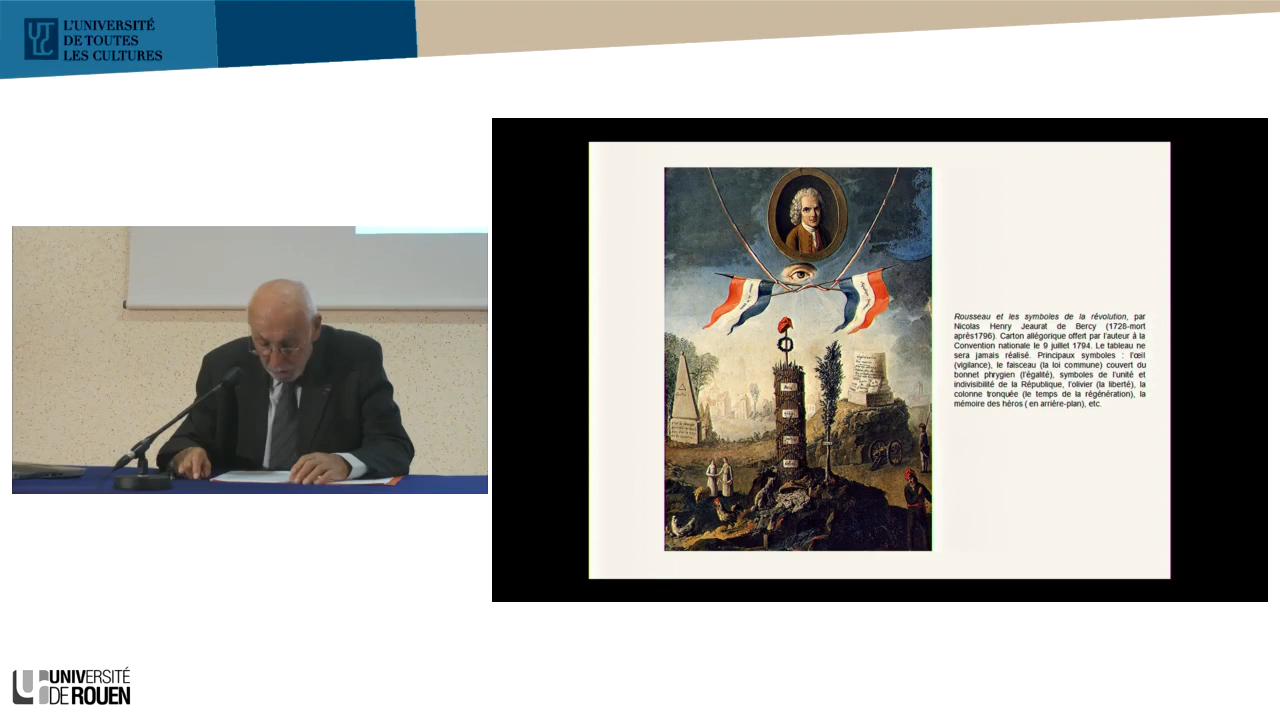 L'UNIVERSITÉ
DE TOUTES
LES CULTURES
Rousseau et les symboles de la révolution, par
Nicolas Henry Jeaurat de Bercy (1728-mort
après1796). Carton allégorique offert par l'auteur à la
Convention nationale le 9 juillet 1794. Le tableau ne
sera jamais réalisé. Principaux symboles : l'œil
(vigilance), le faisceau (la loi commune) couvert du
bonnet phrygien (l'égalité), symboles de l'unité et
indivisibilité de la République, l'olivier (la liberté), la
colonne tronquée (le temps de la régénération), la
mémoire des héros ( en arrière-plan), etc.
UNIVERSITÉ
DE ROUEN